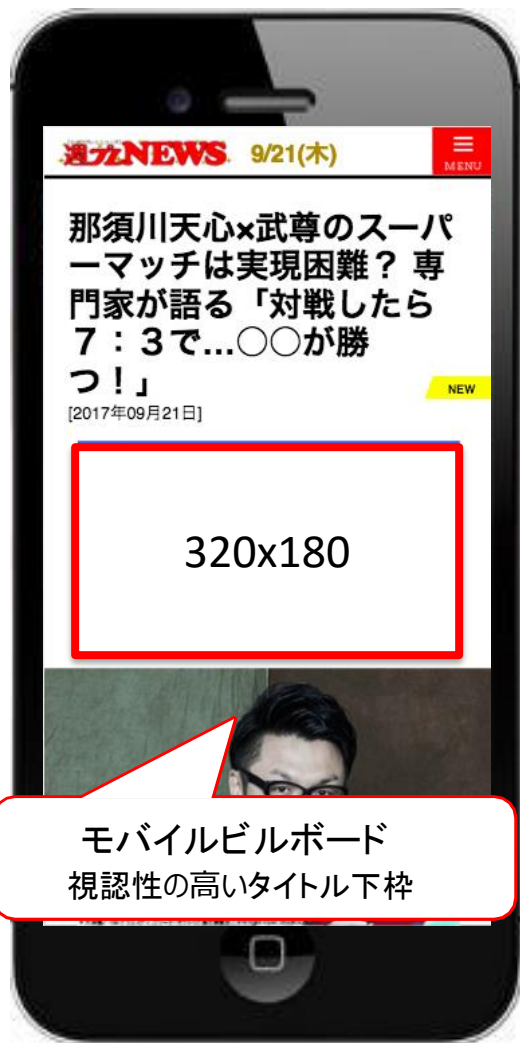 週プレNEWS 9/21(木)
MENU
那須川天心×武尊のスーパ
ーマッチは実現困難？ 専
門家が語る「対戦したら
７：３で...○○が勝
つ！」
NEW
[2017年09月21日]
320x180
モバイルビルボード
視認性の高いタイトル下枠